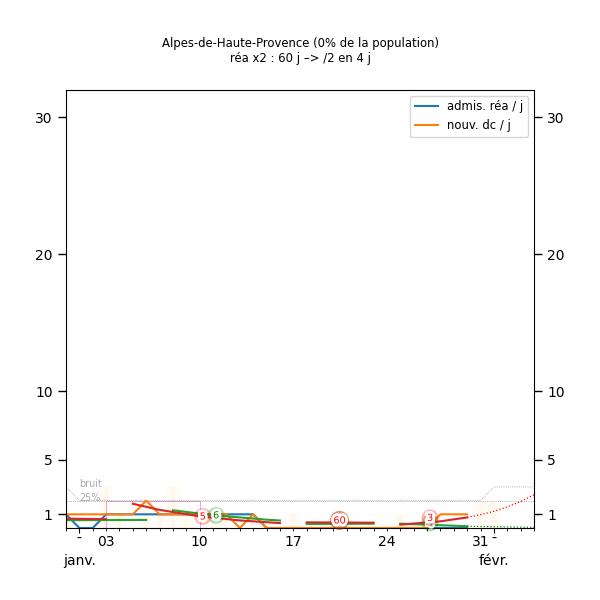 Alpes-de-Haute-Provence (0% de la population)
réa x2 : 60 j –> /2 en 4 j
admis. réa / j
nouv. dc / j
30 30
20 20
10 10
5 5
bruit
25%
1 5 6 60 3 1
- 03 10 17 24 31 -
janv. févr.